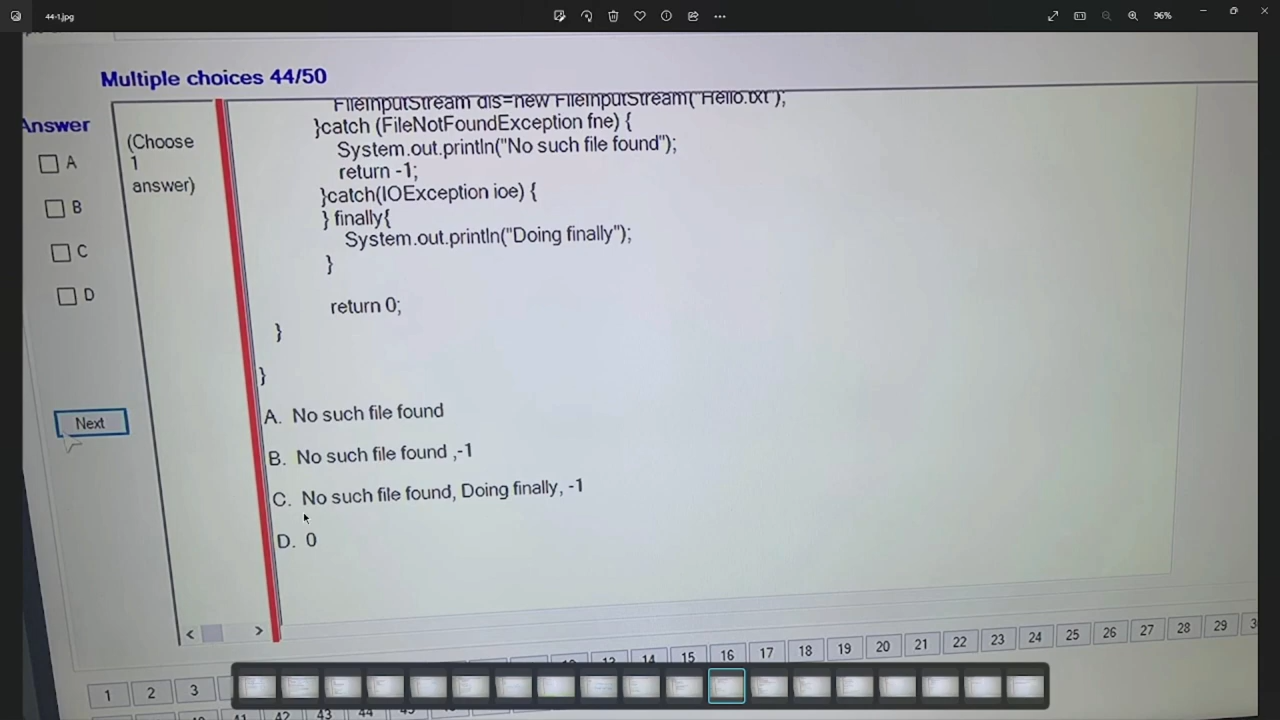 44-1.jpg
96%
Multiple choices 44/50
Answer
A
B
C
D
(Choose
1
answer)
FileInputStream dis=new FileInputStream("Hello.txt");
}catch (FileNotFoundException fne) {
System.out.println("No such file found");
return -1;
}catch(IOException ioe) {
} finally{
System.out.println("Doing finally");
}
return 0;
}
}
Next
A. No such file found
B. No such file found ,-1
C. No such file found, Doing finally, -1
D. 0
< >
1 2 3 14 15 16 17 18 19 20 21 22 23 24 25 26 27 28 29
41 42 43 44